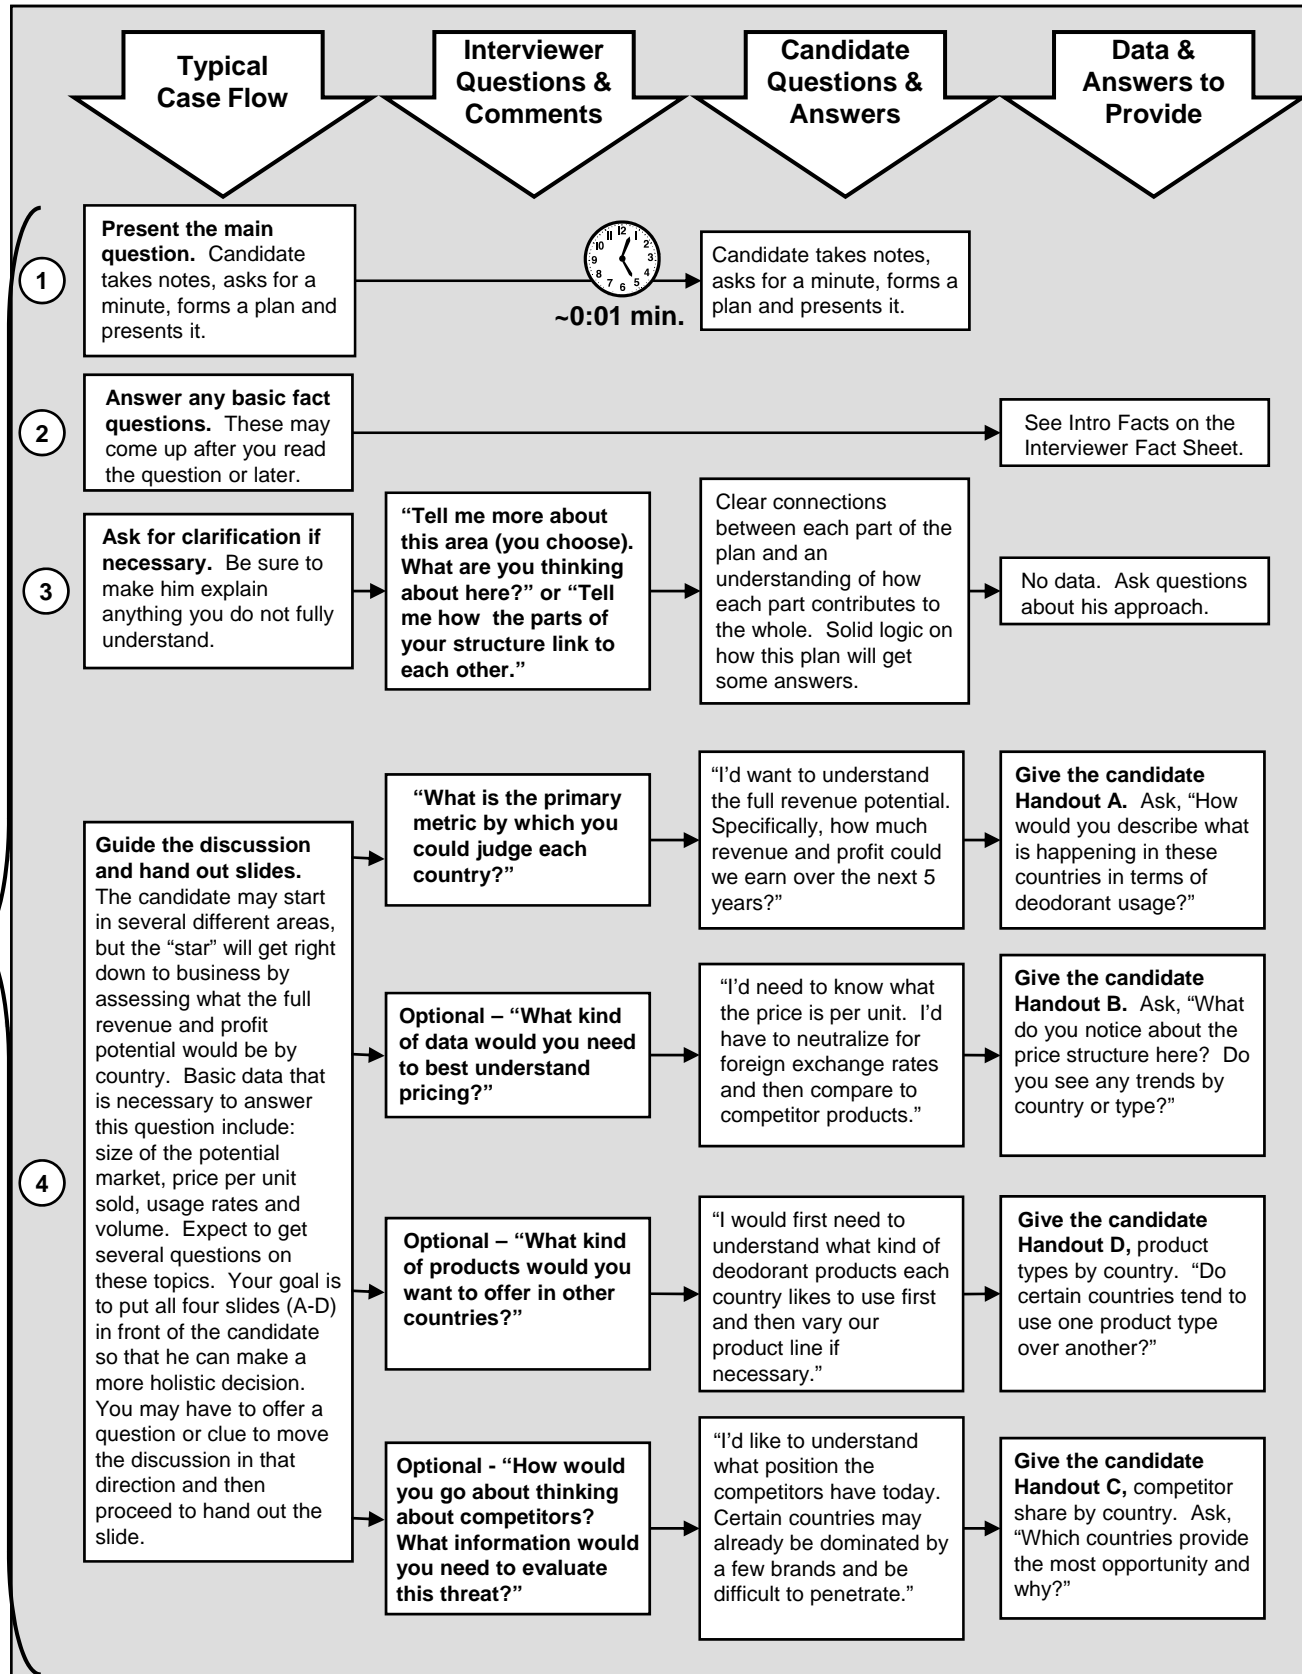 Typical
Case Flow
Interviewer
Questions &
Comments
Candidate
Questions &
Answers
Data &
Answers to
Provide
1
Present the main
question.  Candidate
takes notes, asks for a
minute, forms a plan and
presents it.
12
1
2
3
4
5
6
7
8
9
10
11
~0:01 min.
Candidate takes notes,
asks for a minute, forms a
plan and presents it.
2
Answer any basic fact
questions.  These may
come up after you read
the question or later.
See Intro Facts on the
Interviewer Fact Sheet.
3
Ask for clarification if
necessary.  Be sure to
make him explain
anything you do not fully
understand.
“Tell me more about
this area (you choose).
What are you thinking
about here?” or “Tell
me how  the parts of
your structure link to
each other.”
Clear connections
between each part of the
plan and an
understanding of how
each part contributes to
the whole.  Solid logic on
how this plan will get
some answers.
No data.  Ask questions
about his approach.
4
Guide the discussion
and hand out slides.
The candidate may start
in several different areas,
but the “star” will get right
down to business by
assessing what the full
revenue and profit
potential would be by
country.  Basic data that
is necessary to answer
this question include:
size of the potential
market, price per unit
sold, usage rates and
volume.  Expect to get
several questions on
these topics.  Your goal is
to put all four slides (A-D)
in front of the candidate
so that he can make a
more holistic decision.
You may have to offer a
question or clue to move
the discussion in that
direction and then
proceed to hand out the
slide.
“What is the primary
metric by which you
could judge each
country?”
“I’d want to understand
the full revenue potential.
Specifically, how much
revenue and profit could
we earn over the next 5
years?”
Give the candidate
Handout A.  Ask, “How
would you describe what
is happening in these
countries in terms of
deodorant usage?”
Optional – “What kind
of data would you need
to best understand
pricing?”
“I’d need to know what
the price is per unit.  I’d
have to neutralize for
foreign exchange rates
and then compare to
competitor products.”
Give the candidate
Handout B.  Ask, “What
do you notice about the
price structure here?  Do
you see any trends by
country or type?”
Optional – “What kind
of products would you
want to offer in other
countries?”
“I would first need to
understand what kind of
deodorant products each
country likes to use first
and then vary our
product line if
necessary.”
Give the candidate
Handout D, product
types by country.  “Do
certain countries tend to
use one product type
over another?”
Optional - “How would
you go about thinking
about competitors?
What information would
you need to evaluate
this threat?”
“I’d like to understand
what position the
competitors have today.
Certain countries may
already be dominated by
a few brands and be
difficult to penetrate.”
Give the candidate
Handout C, competitor
share by country.  Ask,
“Which countries provide
the most opportunity and
why?”